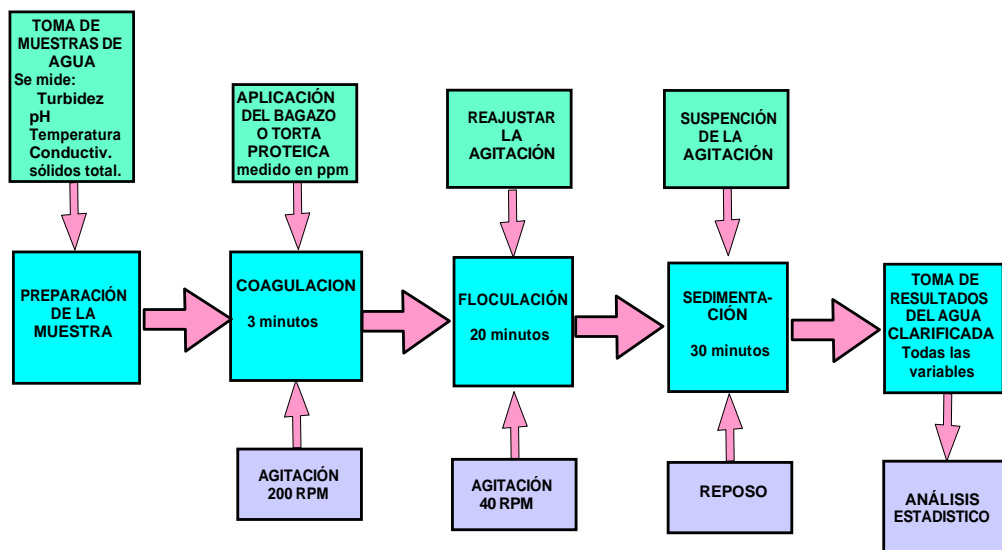 TOMA DE
MUESTRAS DE
AGUA
Se mide:
Turbidez
pH
Temperatura
Conductiv.
sólidos total.
APLICACIÓN
DEL BAGAZO
O TORTA
PROTEICA
medido en ppm
REAJUSTAR
LA
AGITACIÓN
SUSPENCIÓN
DE LA
AGITACIÓN
PREPARACIÓN
DE LA
MUESTRA
COAGULACION
3 minutos
FLOCULACIÓN
20 minutos
SEDIMENTA-
CIÓN
30 minutos
TOMA DE
RESULTADOS
DEL AGUA
CLARIFICADA
Todas las
variables
AGITACIÓN
200 RPM
AGITACIÓN
40 RPM
REPOSO
ANÁLISIS
ESTADISTICO